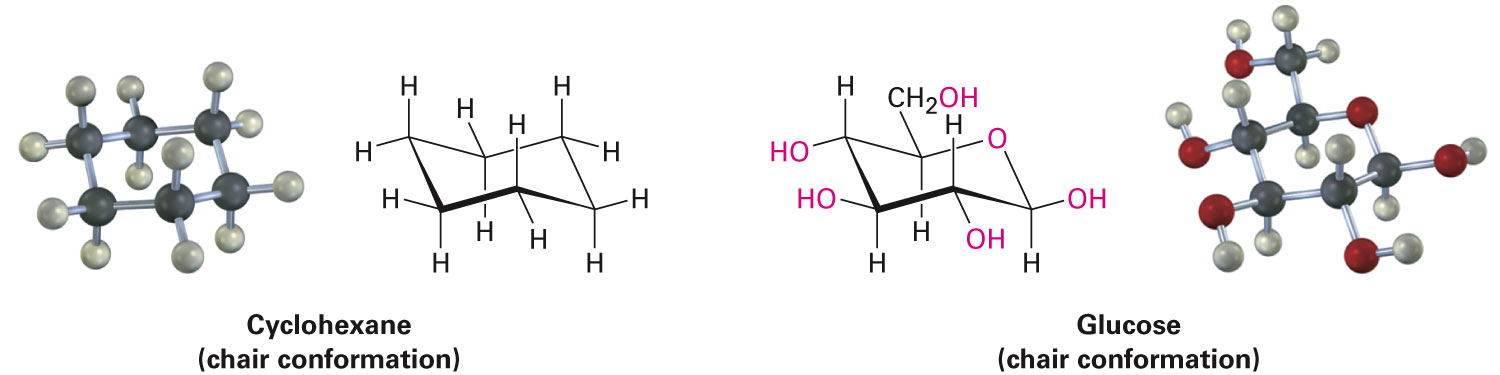 H H
H H
CH₂OH
H H
H O
H H
HO
H H
HO OH
H H
H OH
H H
H H
Cyclohexane
(chair conformation)
Glucose
(chair conformation)